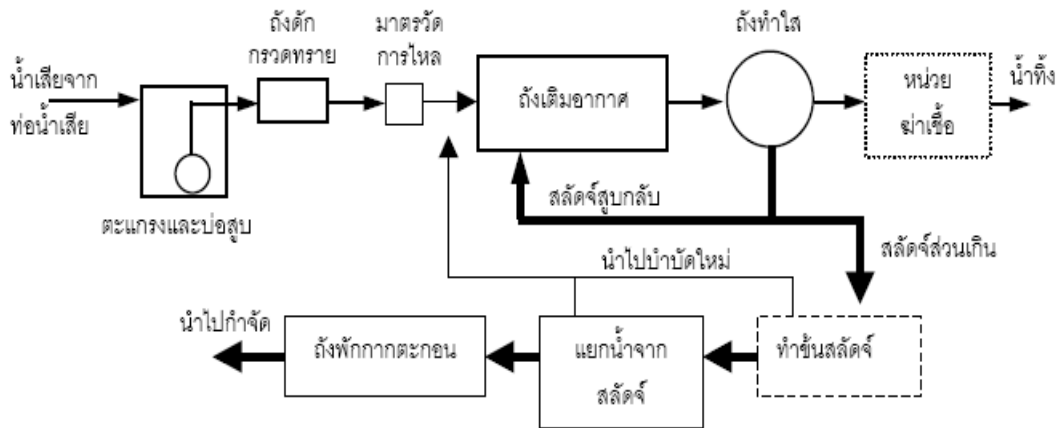 ถังดัก
กรวดทราย
มาตรวัด
การไหล
ถังทำใส
น้ำเสียจาก
ท่อน้ำเสีย
ถังเติมอากาศ
หน่วย
ฆ่าเชื้อ
น้ำทิ้ง
ตะแกรงและบ่อสูบ
สลัดจ์สูบกลับ
สลัดจ์ส่วนเกิน
นำไปบำบัดใหม่
นำไปกำจัด
ถังพักกากตะกอน
แยกน้ำจาก
สลัดจ์
ทำข้นสลัดจ์